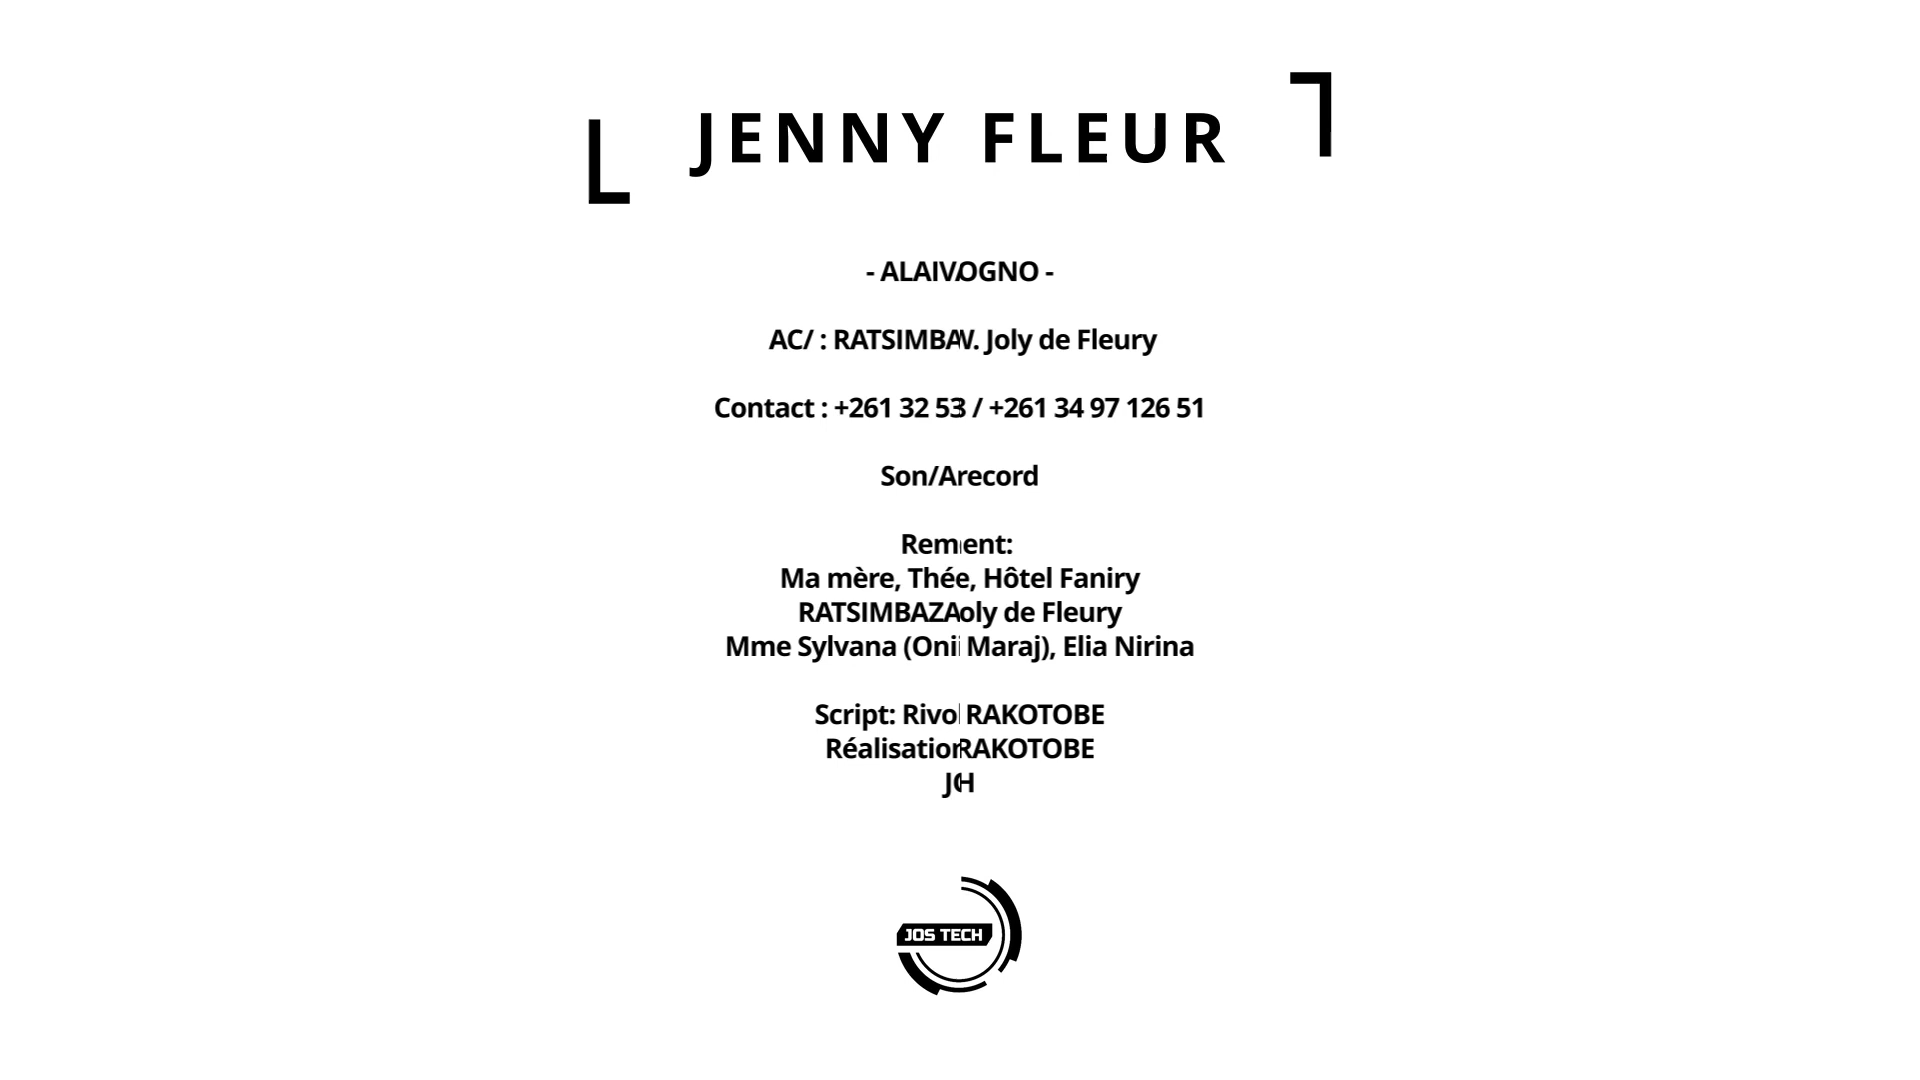 JENNY FLEUR
- ALAIVOGNO -
AC/ : RATSIMBAV. Joly de Fleury
Contact : +261 32 53 / +261 34 97 126 51
Son/Arecord
Rement:
Ma mère, Thée, Hôtel Faniry
RATSIMBAZAoly de Fleury
Mme Sylvana (Oni Maraj), Elia Nirina
Script: Rivo RAKOTOBE
RAKOTOBE
JOS TECH